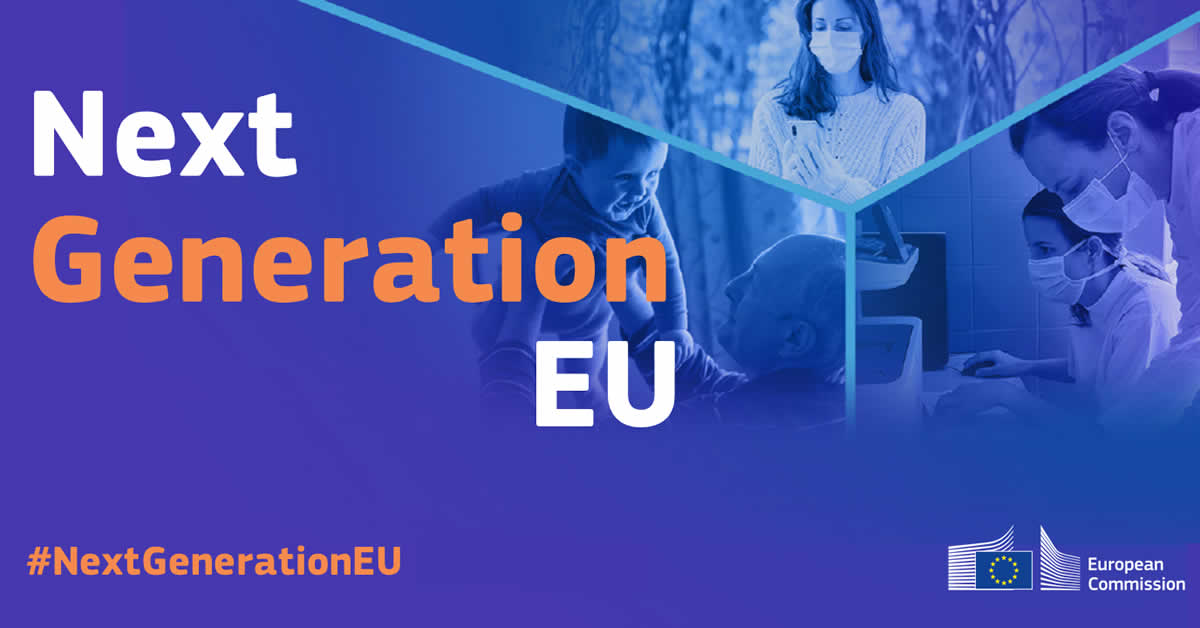 Next
Generation
EU
#NextGenerationEU
European
Commission